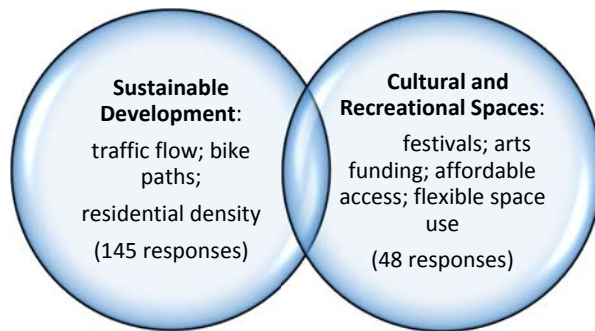 Sustainable
Development:
traffic flow; bike
paths;
residential density
(145 responses)
Cultural and
Recreational Spaces:
festivals; arts
funding; affordable
access; flexible space
use
(48 responses)